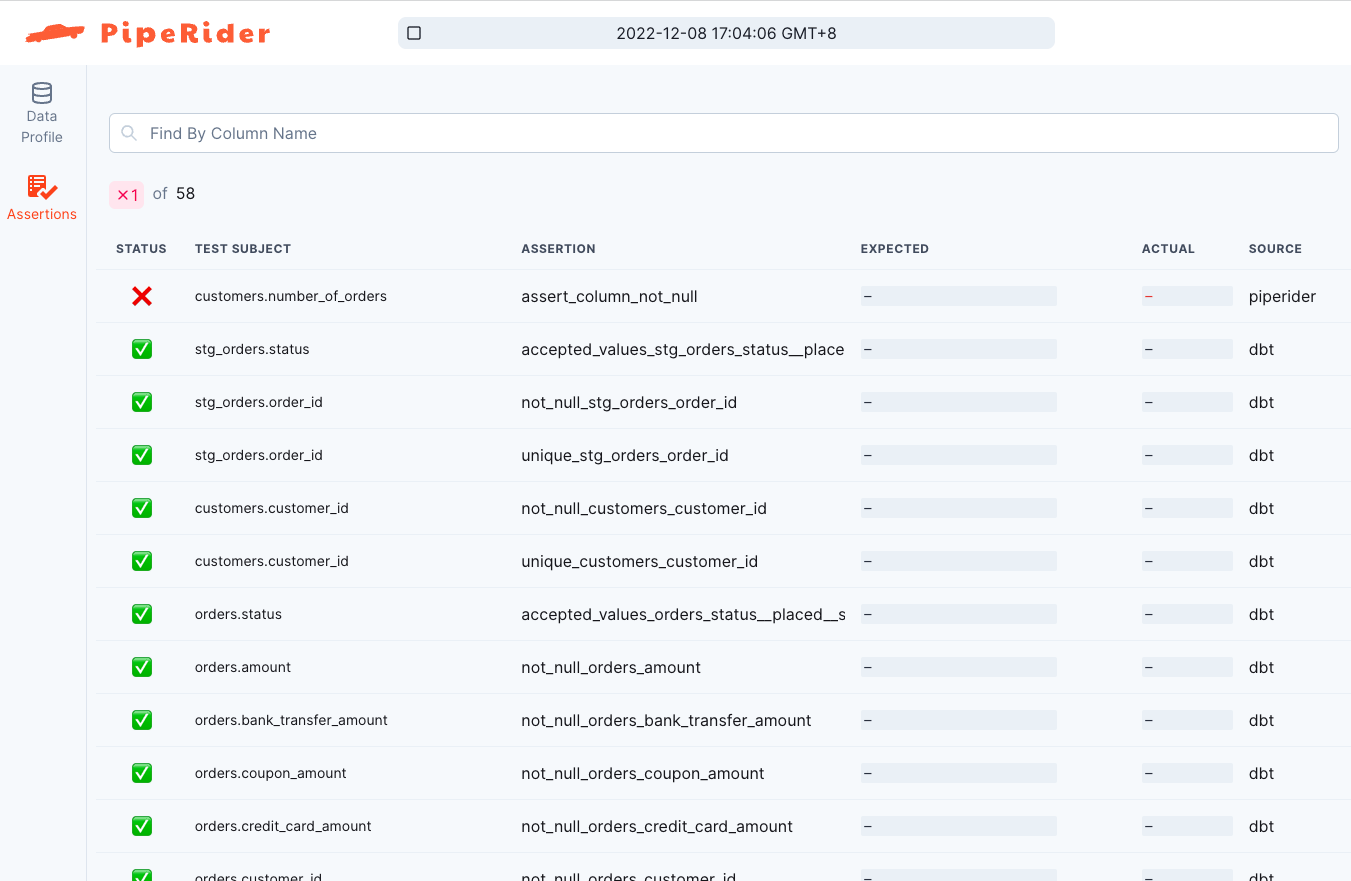 PipeRider
2022-12-08 17:04:06 GMT+8
Data
Profile
Assertions
Find By Column Name
×1 of 58
STATUS TEST SUBJECT ASSERTION EXPECTED ACTUAL SOURCE
customers.number_of_orders assert_column_not_null – – piperider
stg_orders.status accepted_values_stg_orders_status__place – – dbt
stg_orders.order_id not_null_stg_orders_order_id – – dbt
stg_orders.order_id unique_stg_orders_order_id – – dbt
customers.customer_id not_null_customers_customer_id – – dbt
customers.customer_id unique_customers_customer_id – – dbt
orders.status accepted_values_orders_status__placed__s – – dbt
orders.amount not_null_orders_amount – – dbt
orders.bank_transfer_amount not_null_orders_bank_transfer_amount – – dbt
orders.coupon_amount not_null_orders_coupon_amount – – dbt
orders.credit_card_amount not_null_orders_credit_card_amount – – dbt
orders.customer_id not_null_orders_customer_id – – dbt